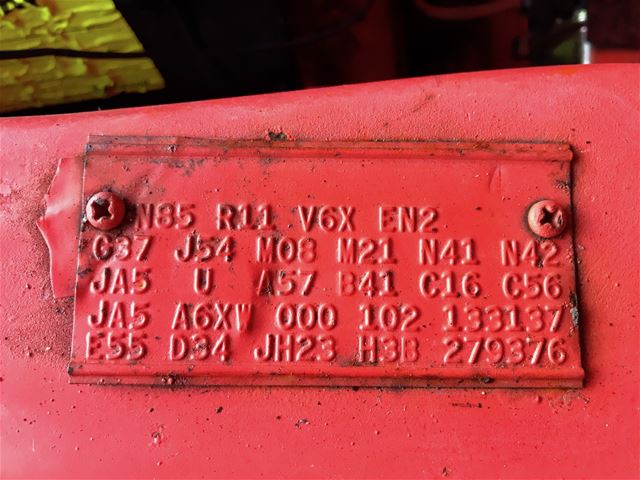 N85 R11 V6X EN2
C37 J54 M08 M21 N41 N42
JA5 U A57 B41 C16 C56
JA5 A6XW 000 102 133137
E55 D34 JH23 H3B 279376